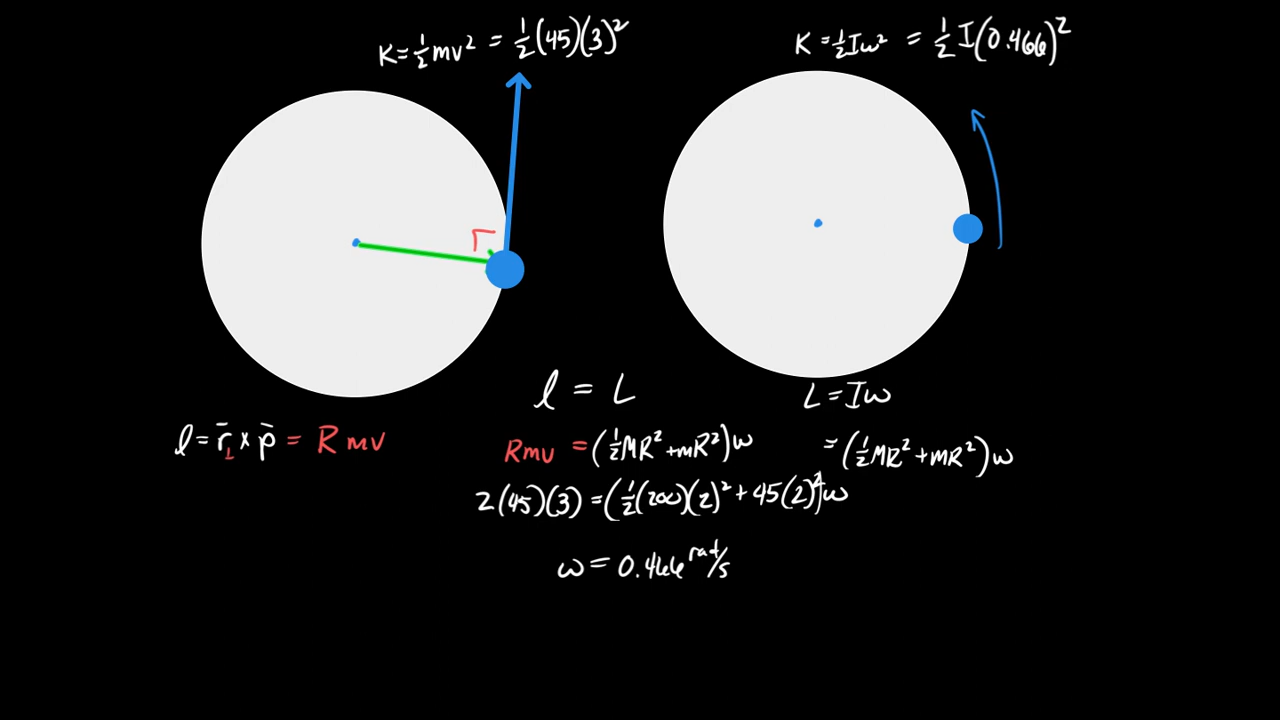 K = ½mv² = ½(45)(3)²
K = ½Iω² = ½I(0.466)²
l = L
L = Iω
l = r̄⊥ × p̄ = Rmv
Rmv = (½MR² + mR²)ω
= (½MR² + mR²)ω
2(45)(3) = (½(200)(2)² + 45(2)²)ω
ω = 0.466 rad/s